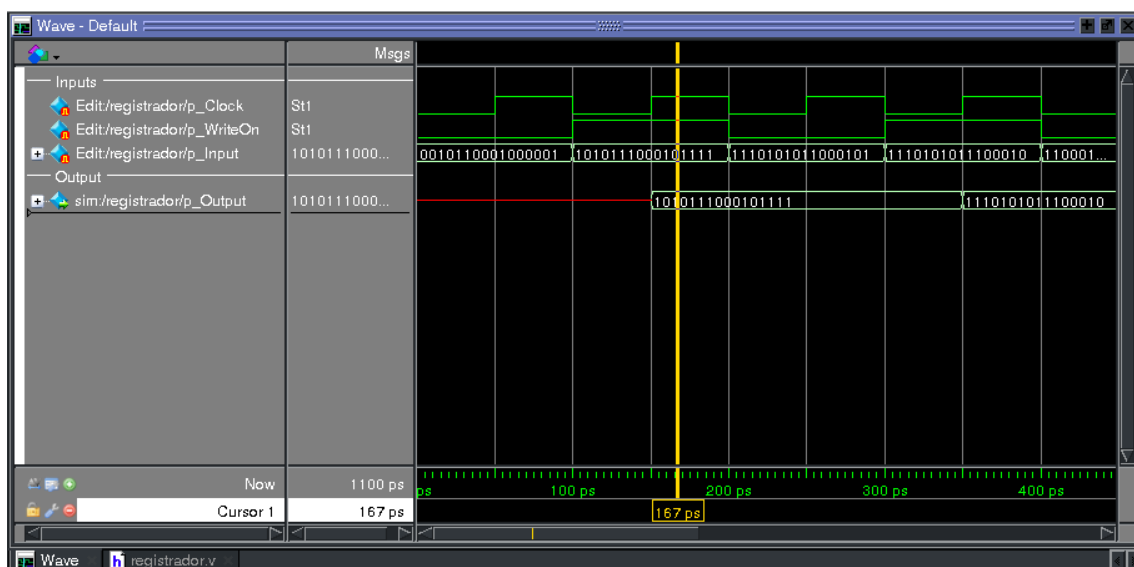 Wave - Default
Msgs
Inputs
Edit:/registrador/p_Clock St1
Edit:/registrador/p_WriteOn St1
Edit:/registrador/p_Input 1010111000... 0010110001000001 1010111000101111 1110101011000101 1110101011100010 110001...
Output
sim:/registrador/p_Output 1010111000... 1010111000101111 1110101011100010
Now 1100 ps ps 100 ps 200 ps 300 ps 400 ps
Cursor 1 167 ps 167 ps
Wave h registrador.v